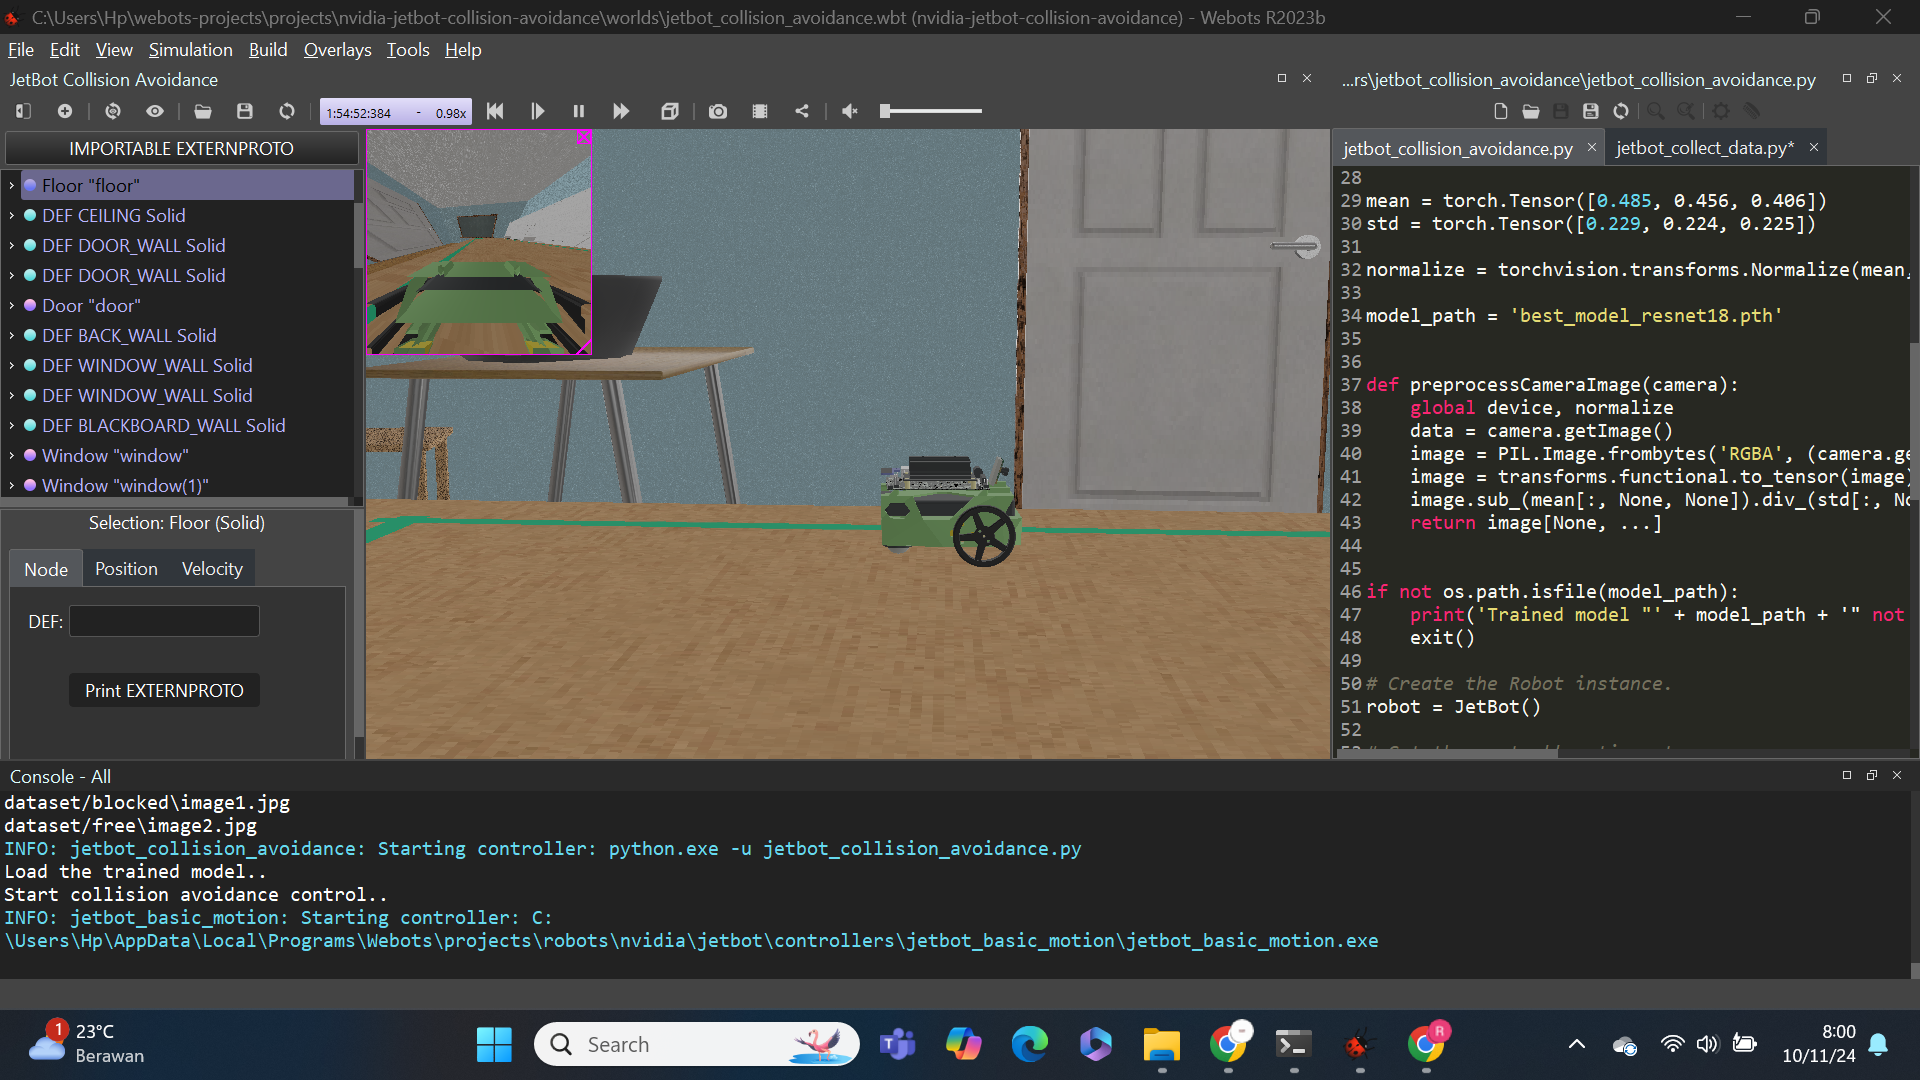 C:\Users\Hp\webots-projects\projects\nvidia-jetbot-collision-avoidance\worlds\jetbot_collision_avoidance.wbt (nvidia-jetbot-collision-avoidance) - Webots R2023b
File Edit View Simulation Build Overlays Tools Help
JetBot Collision Avoidance
1:54:52:384 - 0.98x
IMPORTABLE EXTERNPROTO
Floor "floor"
DEF CEILING Solid
DEF DOOR_WALL Solid
DEF DOOR_WALL Solid
Door "door"
DEF BACK_WALL Solid
DEF WINDOW_WALL Solid
DEF WINDOW_WALL Solid
DEF BLACKBOARD_WALL Solid
Window "window"
Window "window(1)"
Selection: Floor (Solid)
Node Position Velocity
DEF:
Print EXTERNPROTO
...rs\jetbot_collision_avoidance\jetbot_collision_avoidance.py
jetbot_collision_avoidance.py jetbot_collect_data.py*
28
29 mean = torch.Tensor([0.485, 0.456, 0.406])
30 std = torch.Tensor([0.229, 0.224, 0.225])
31
32 normalize = torchvision.transforms.Normalize(mean,
33
34 model_path = 'best_model_resnet18.pth'
35
36
37 def preprocessCameraImage(camera):
38 global device, normalize
39 data = camera.getImage()
40 image = PIL.Image.frombytes('RGBA', (camera.ge
41 image = transforms.functional.to_tensor(image)
42 image.sub_(mean[:, None, None]).div_(std[:, No
43 return image[None, ...]
44
45
46 if not os.path.isfile(model_path):
47 print('Trained model "' + model_path + '" not
48 exit()
49
50 # Create the Robot instance.
51 robot = JetBot()
52
Console - All
dataset/blocked\image1.jpg
dataset/free\image2.jpg
INFO: jetbot_collision_avoidance: Starting controller: python.exe -u jetbot_collision_avoidance.py
Load the trained model..
Start collision avoidance control..
INFO: jetbot_basic_motion: Starting controller: C:
\Users\Hp\AppData\Local\Programs\Webots\projects\robots\nvidia\jetbot\controllers\jetbot_basic_motion\jetbot_basic_motion.exe
1
23°C
Berawan
Search
R
8:00
10/11/24